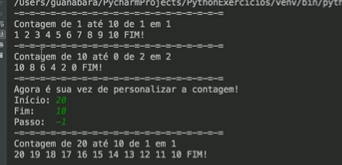 /Users/guanabara/PycharmProjects/PythonExercicios/venv/bin/pyth
-=-=-=-=-=-=-=-=-=-=-=-=-=-=-=-=-=-=-=-=
Contagem de 1 até 10 de 1 em 1
1 2 3 4 5 6 7 8 9 10 FIM!
-=-=-=-=-=-=-=-=-=-=-=-=-=-=-=-=-=-=-=-=
Contagem de 10 até 0 de 2 em 2
10 8 6 4 2 0 FIM!
-=-=-=-=-=-=-=-=-=-=-=-=-=-=-=-=-=-=-=-=
Agora é sua vez de personalizar a contagem!
Início: 20
Fim: 10
Passo: -1
-=-=-=-=-=-=-=-=-=-=-=-=-=-=-=-=-=-=-=-=
Contagem de 20 até 10 de 1 em 1
20 19 18 17 16 15 14 13 12 11 10 FIM!